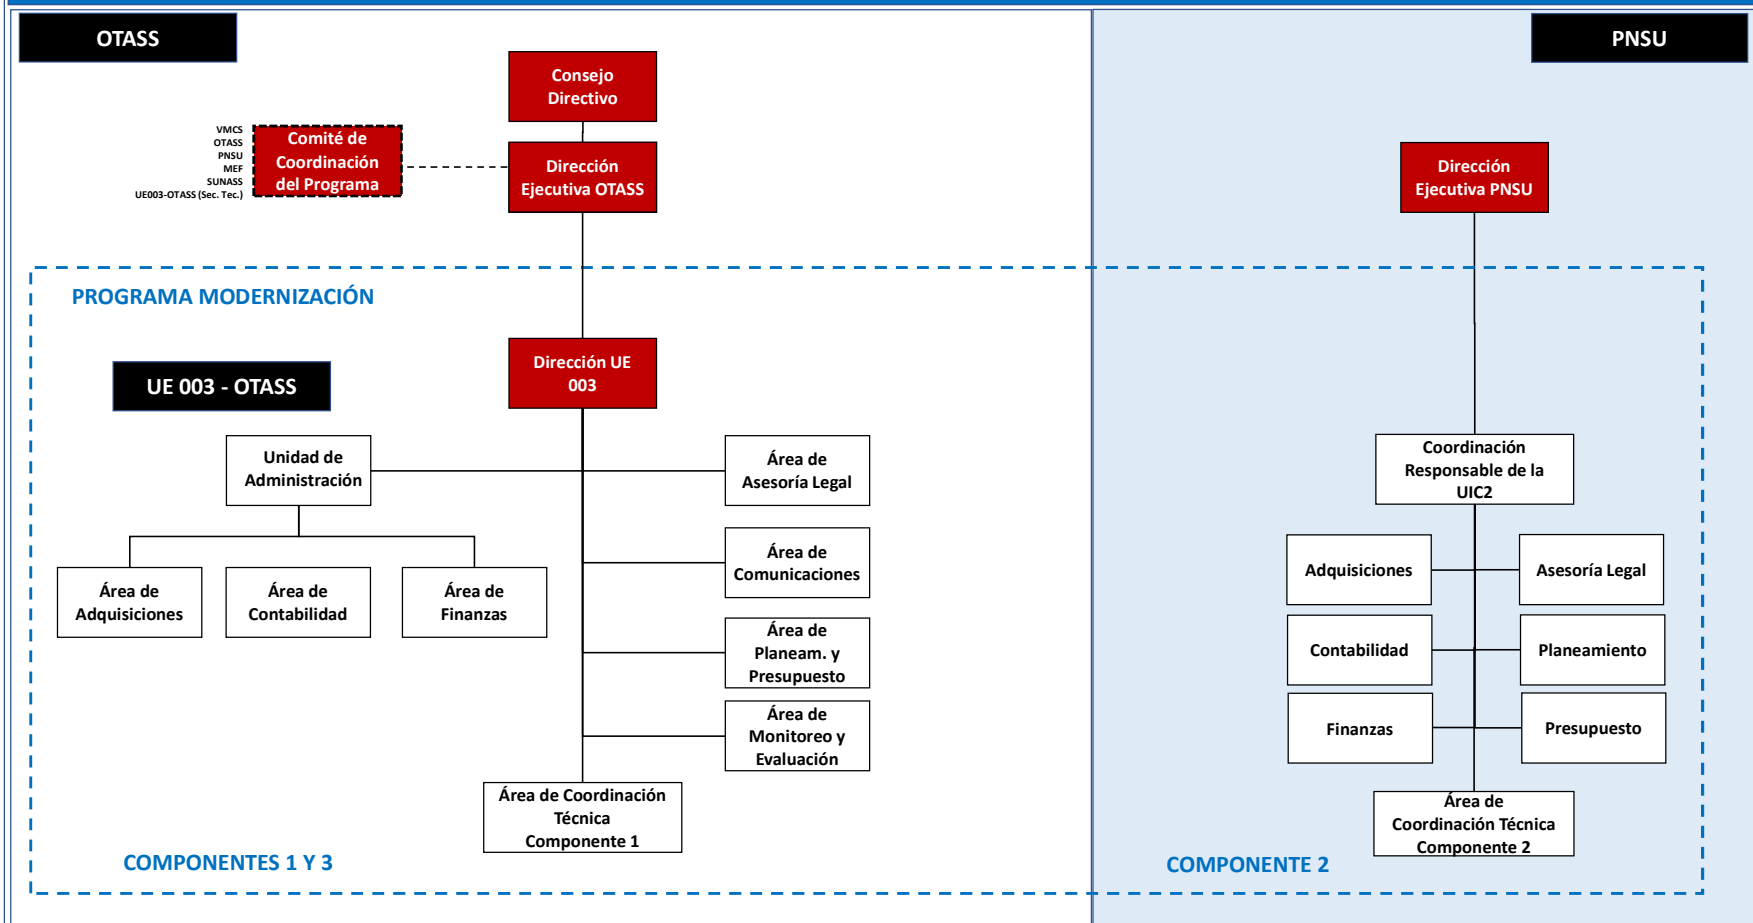 OTASS
PNSU
Consejo
Directivo
VMCS
OTASS
PNSU
MEF
SUNASS
UE003-OTASS (Sec. Tec.)
Comité de
Coordinación
del Programa
Dirección
Ejecutiva OTASS
Dirección
Ejecutiva PNSU
PROGRAMA MODERNIZACIÓN
Dirección UE
003
UE 003 - OTASS
Unidad de
Administración
Área de
Asesoría Legal
Coordinación
Responsable de la
UIC2
Área de
Comunicaciones
Adquisiciones
Asesoría Legal
Área de
Adquisiciones
Área de
Contabilidad
Área de
Finanzas
Área de
Planeam. y
Presupuesto
Contabilidad
Planeamiento
Área de
Monitoreo y
Evaluación
Finanzas
Presupuesto
Área de Coordinación
Técnica
Componente 1
Área de
Coordinación Técnica
Componente 2
COMPONENTES 1 Y 3
COMPONENTE 2